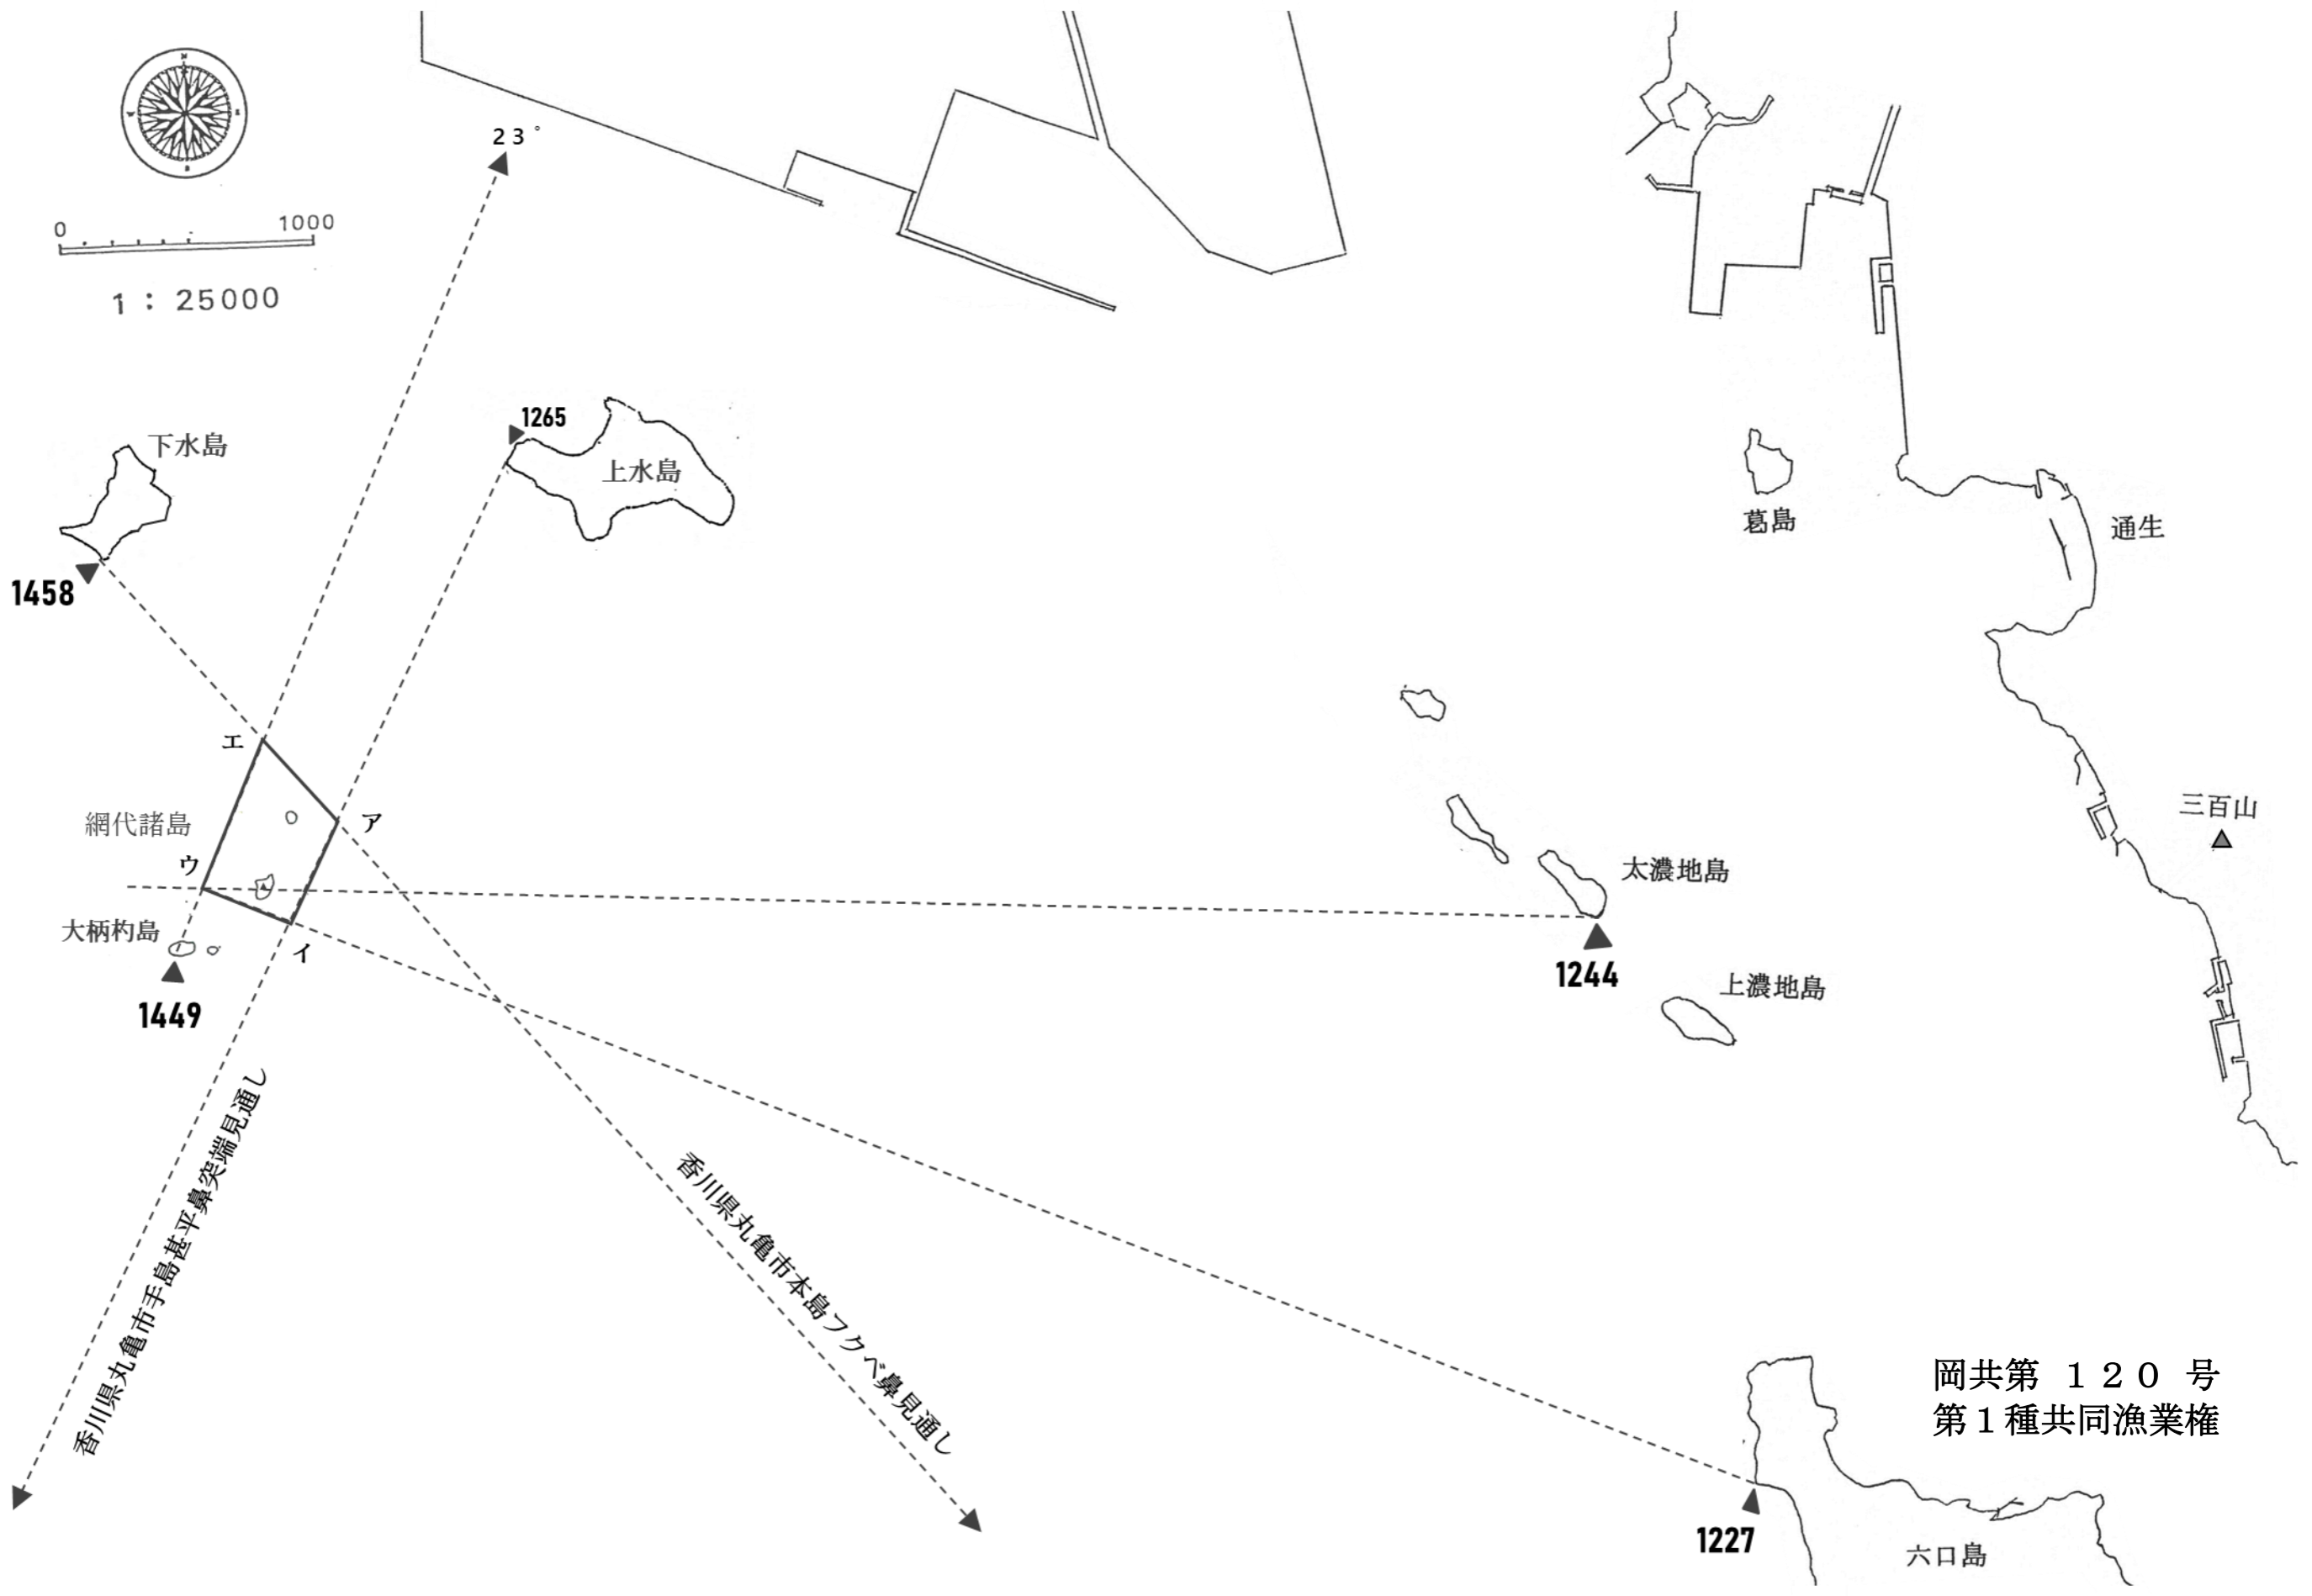 23°
0 1000
1 : 25000
1265
下水島
上水島
1458
葛島
通生
エ
ア
網代諸島
ウ
三百山
太濃地島
大柄杓島
イ
1244
上濃地島
1449
香川県丸亀市手島甚平鼻突端見通し
香川県丸亀市本島フクベ鼻見通し
岡共第 120 号
第1種共同漁業権
1227
六口島